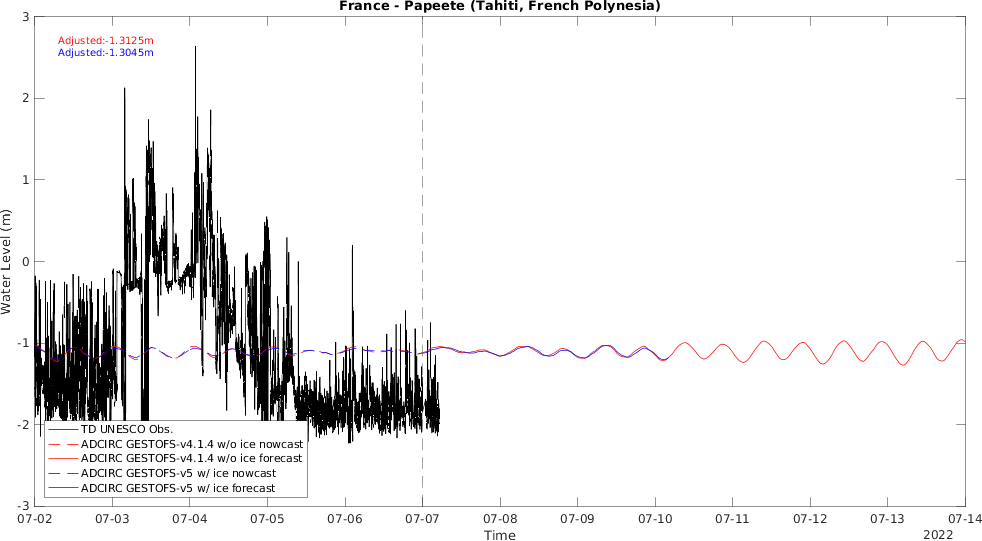 France - Papeete (Tahiti, French Polynesia)
Adjusted:-1.3125m
Adjusted:-1.3045m
3
2
1
0
-1
-2
-3
Water Level (m)
TD UNESCO Obs.
ADCIRC GESTOFS-v4.1.4 w/o ice nowcast
ADCIRC GESTOFS-v4.1.4 w/o ice forecast
ADCIRC GESTOFS-v5 w/ ice nowcast
ADCIRC GESTOFS-v5 w/ ice forecast
07-02 07-03 07-04 07-05 07-06 07-07 07-08 07-09 07-10 07-11 07-12 07-13 07-14
Time
2022